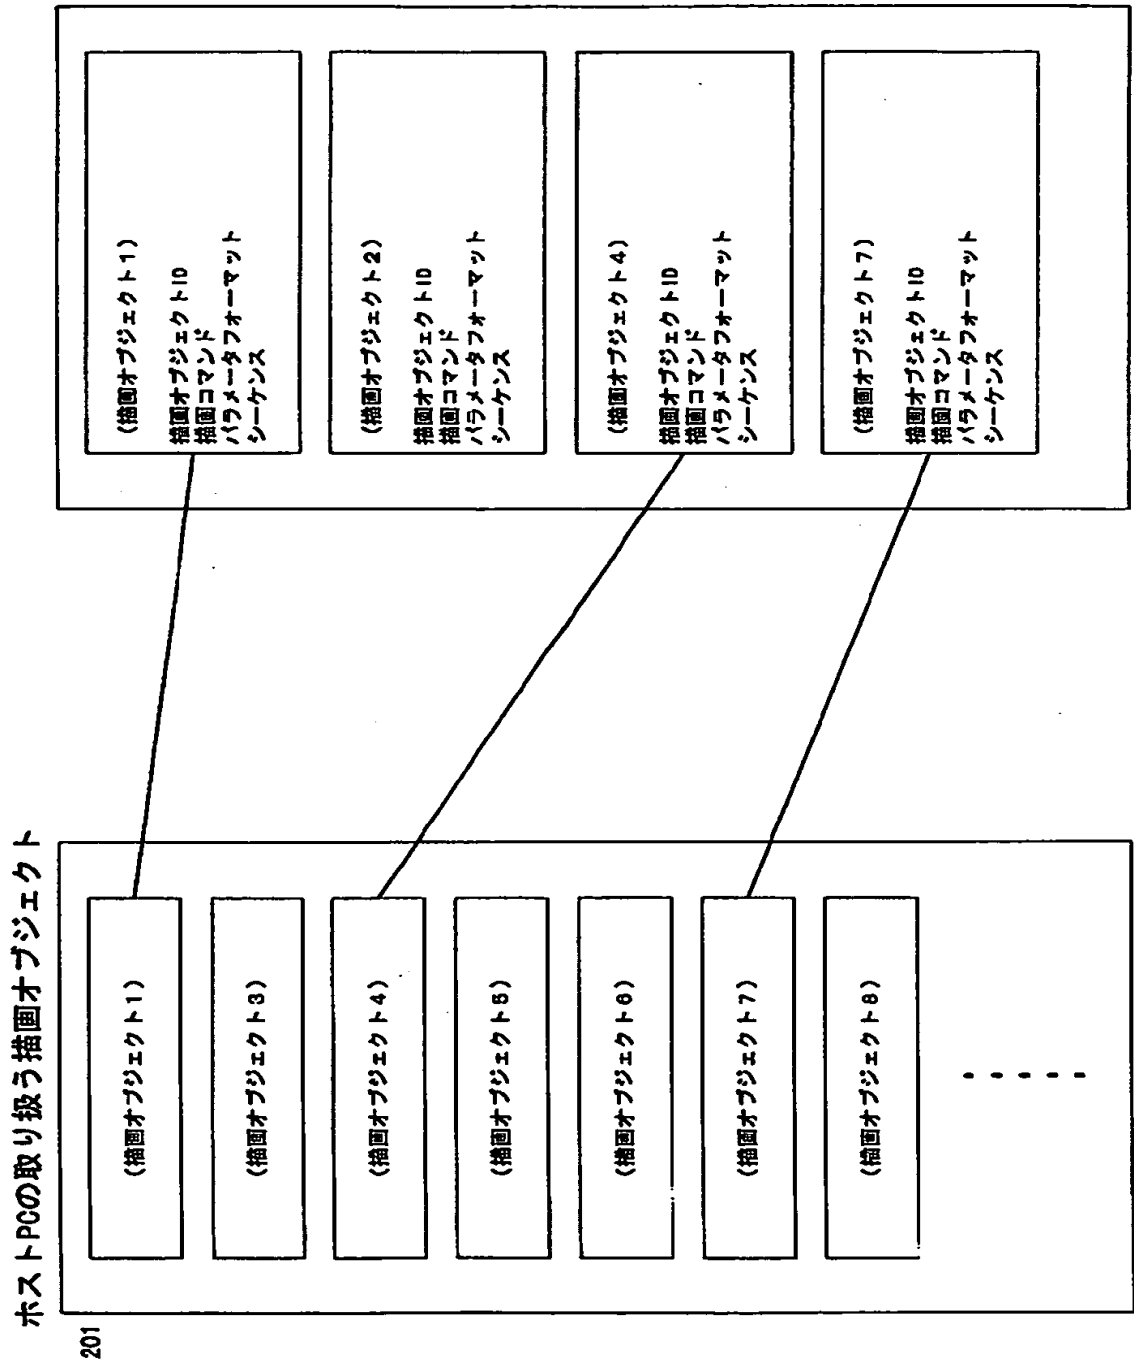 ホストPCの取り扱う描画オブジェクト
201
(描画オブジェクト1)
(描画オブジェクト3)
(描画オブジェクト4)
(描画オブジェクト5)
(描画オブジェクト6)
(描画オブジェクト7)
(描画オブジェクト8)
(描画オブジェクト1)
描画オブジェクトID
描画コマンド
パラメータフォーマット
シーケンス
(描画オブジェクト2)
描画オブジェクトID
描画コマンド
パラメータフォーマット
シーケンス
(描画オブジェクト4)
描画オブジェクトID
描画コマンド
パラメータフォーマット
シーケンス
(描画オブジェクト7)
描画オブジェクトID
描画コマンド
パラメータフォーマット
シーケンス